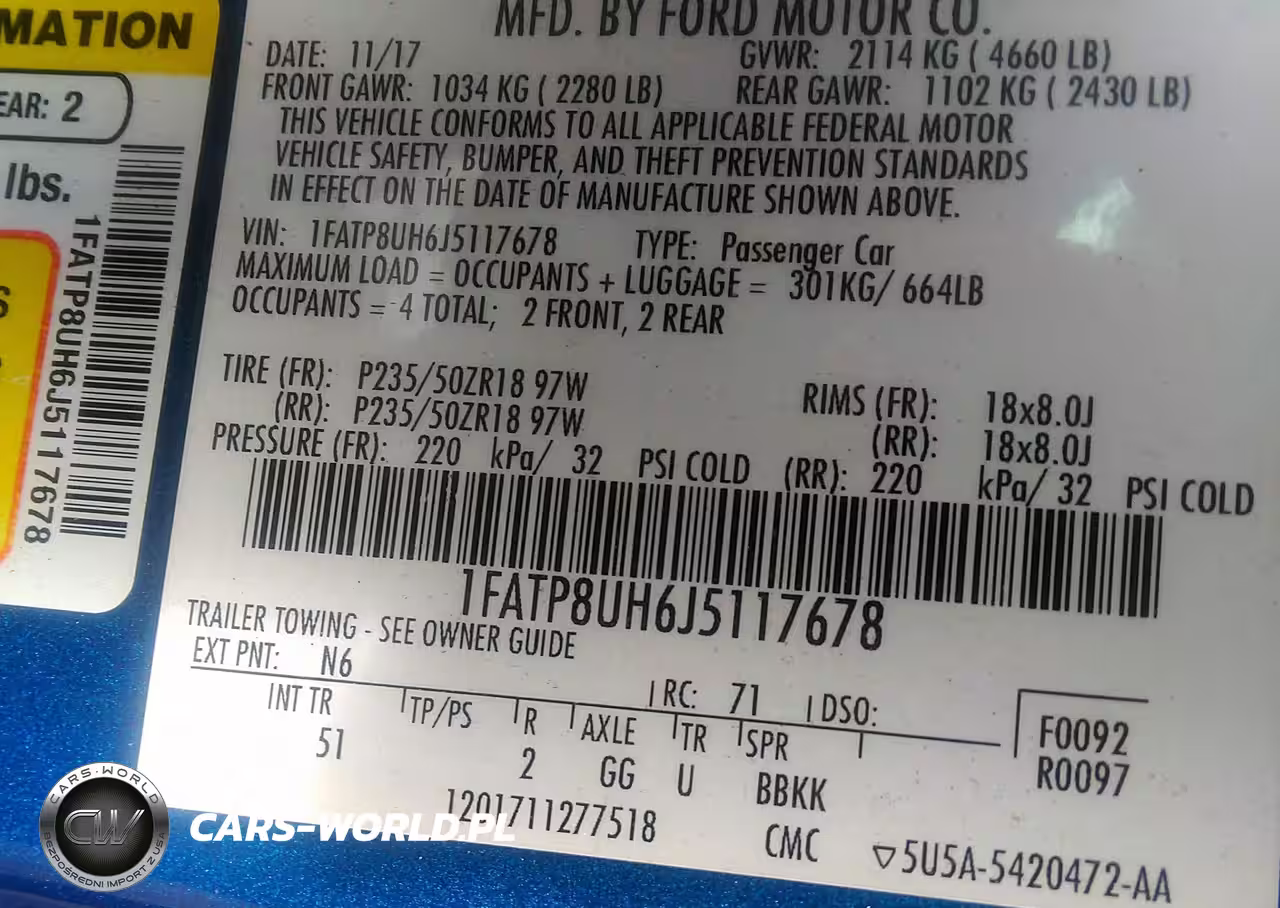 MATION
EAR: 2
lbs.
1FATP8UH6J5117678
MFD. BY FORD MOTOR CO.
DATE: 11/17 GVWR: 2114 KG ( 4660 LB)
FRONT GAWR: 1034 KG ( 2280 LB) REAR GAWR: 1102 KG ( 2430 LB)
THIS VEHICLE CONFORMS TO ALL APPLICABLE FEDERAL MOTOR
VEHICLE SAFETY, BUMPER, AND THEFT PREVENTION STANDARDS
IN EFFECT ON THE DATE OF MANUFACTURE SHOWN ABOVE.
VIN: 1FATP8UH6J5117678 TYPE: Passenger Car
MAXIMUM LOAD = OCCUPANTS + LUGGAGE = 301KG/ 664LB
OCCUPANTS = 4 TOTAL; 2 FRONT, 2 REAR
TIRE (FR): P235/50ZR18 97W RIMS (FR): 18x8.0J
(RR): P235/50ZR18 97W (RR): 18x8.0J
PRESSURE (FR): 220 kPa/ 32 PSI COLD (RR): 220 kPa/ 32 PSI COLD
1FATP8UH6J5117678
TRAILER TOWING - SEE OWNER GUIDE
EXT PNT: N6 RC: 71 DSO:
INT TR TP/PS R AXLE TR SPR F0092
51 2 GG U BBKK R0097
1201711277518 CMC ▽5U5A-5420472-AA
CARS-WORLD
CW
BEZPOŚREDNI IMPORT Z USA
CARS-WORLD.PL